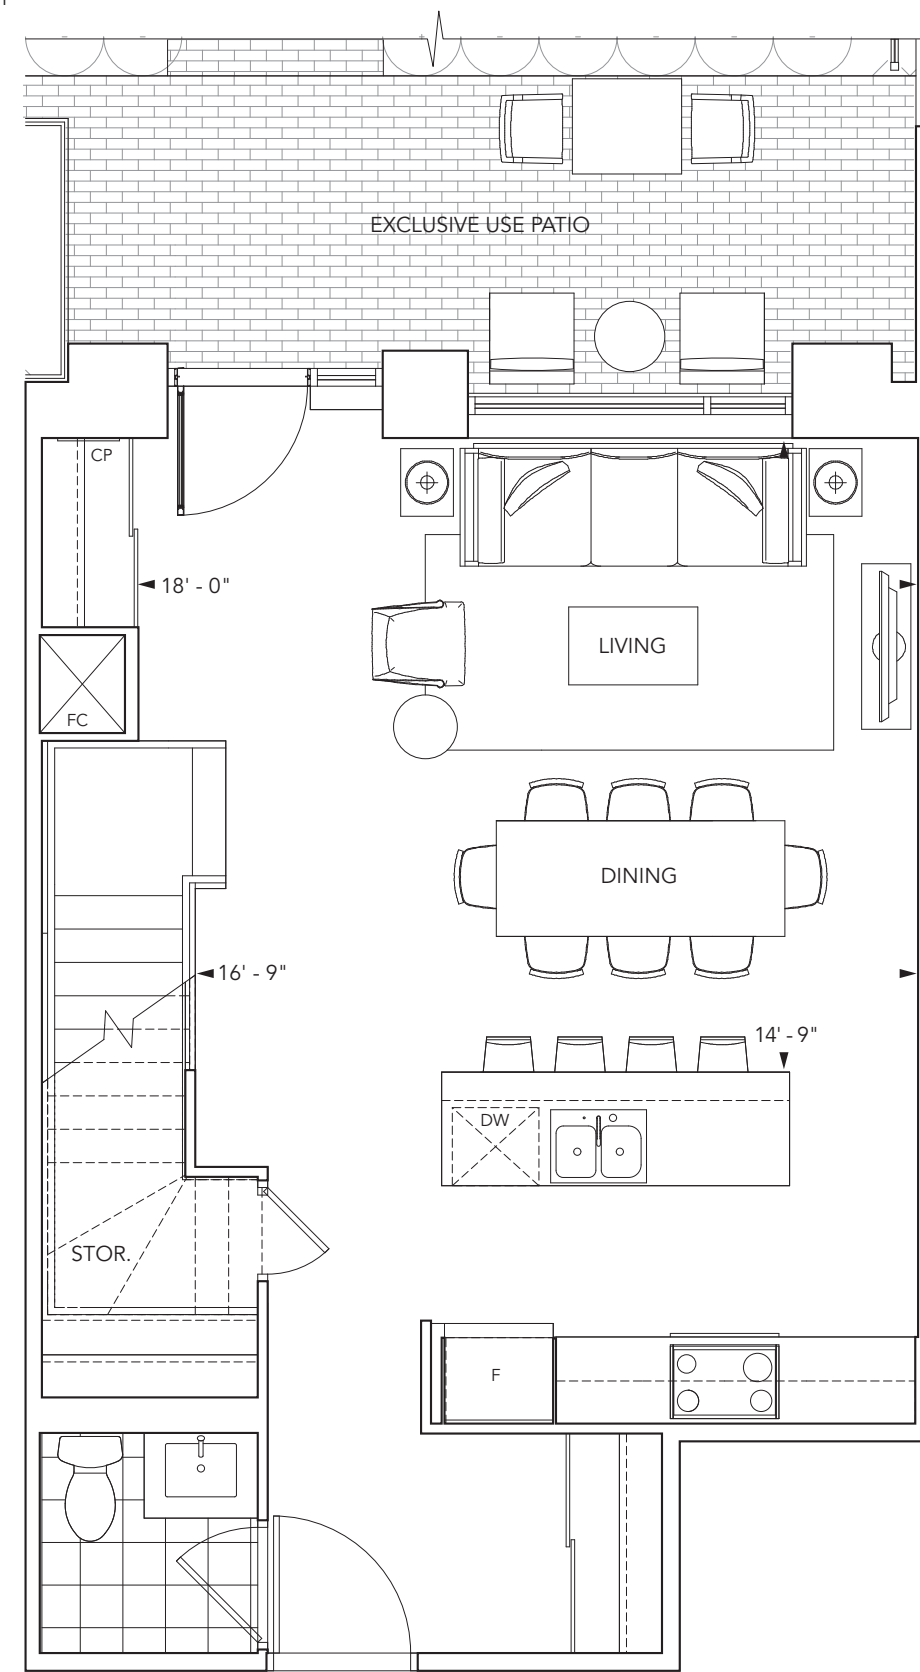 EXCLUSIVE USE PATIO
CP
18' - 0"
LIVING
FC
DINING
16' - 9"
14' - 9"
DW
STOR.
F